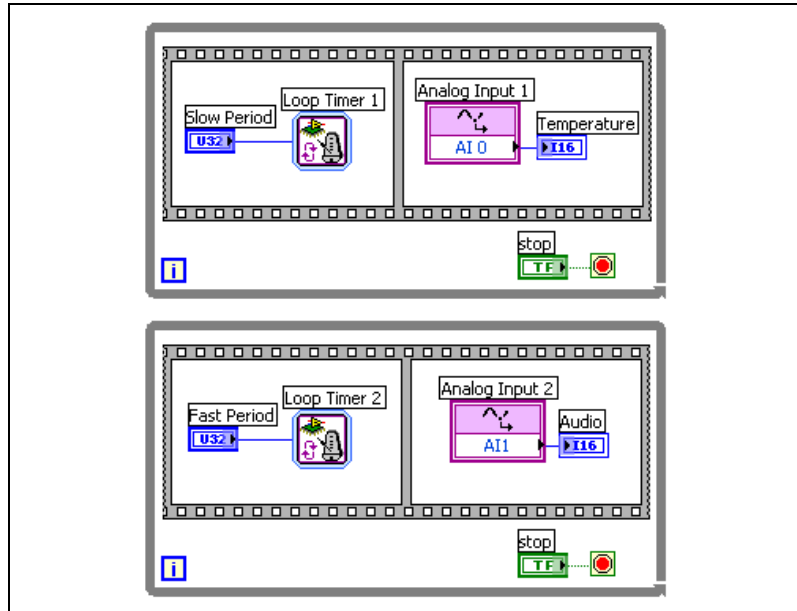 Slow Period
U32
Loop Timer 1
Analog Input 1
AI 0
Temperature
I16
i
stop
TF
Fast Period
U32
Loop Timer 2
Analog Input 2
AI1
Audio
I16
i
stop
TF